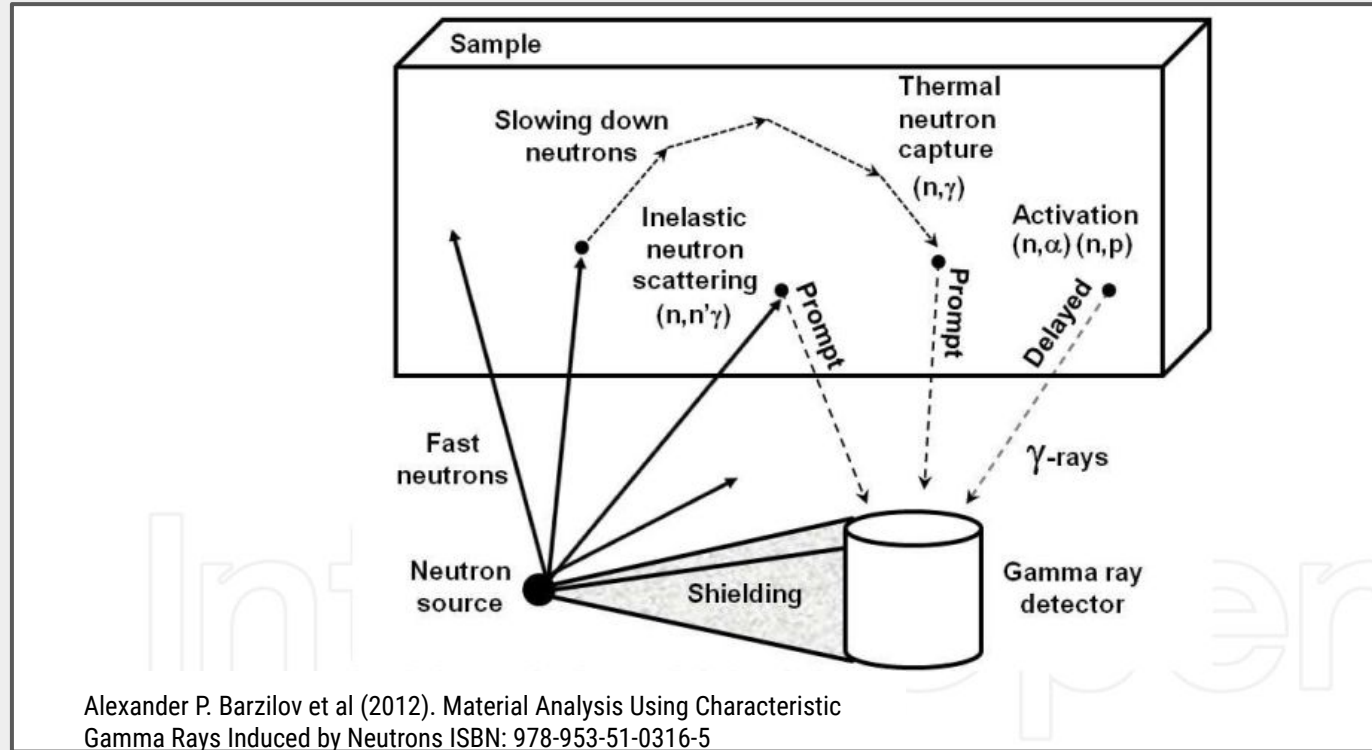 Sample
Slowing down
neutrons
Thermal
neutron
capture
(n,γ)
Inelastic
neutron
scattering
(n,n'γ)
Activation
(n,α) (n,p)
Prompt
Prompt
Delayed
Fast
neutrons
γ-rays
Neutron
source
Shielding
Gamma ray
detector
Alexander P. Barzilov et al (2012). Material Analysis Using Characteristic
Gamma Rays Induced by Neutrons ISBN: 978-953-51-0316-5